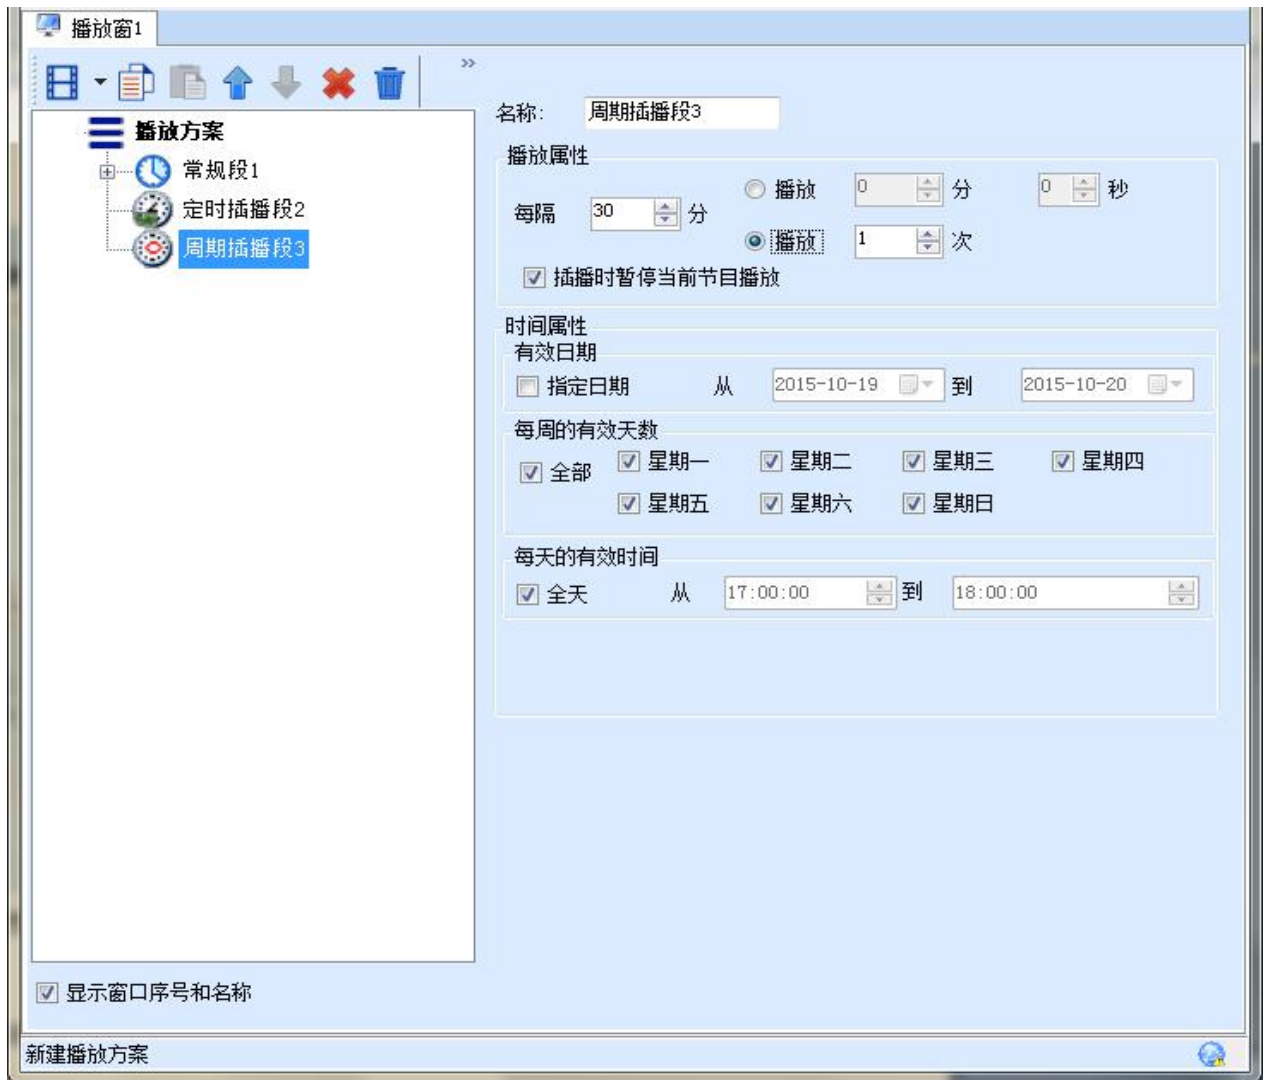 播放窗1
播放方案
常规段1
定时插播段2
周期插播段3
»
名称: 周期插播段3
播放属性
播放 0 分 0 秒
每隔 30 分
播放 1 次
插播时暂停当前节目播放
时间属性
有效日期
指定日期 从 2015-10-19 到 2015-10-20
每周的有效天数
全部 星期一 星期二 星期三 星期四
星期五 星期六 星期日
每天的有效时间
全天 从 17:00:00 到 18:00:00
显示窗口序号和名称
新建播放方案